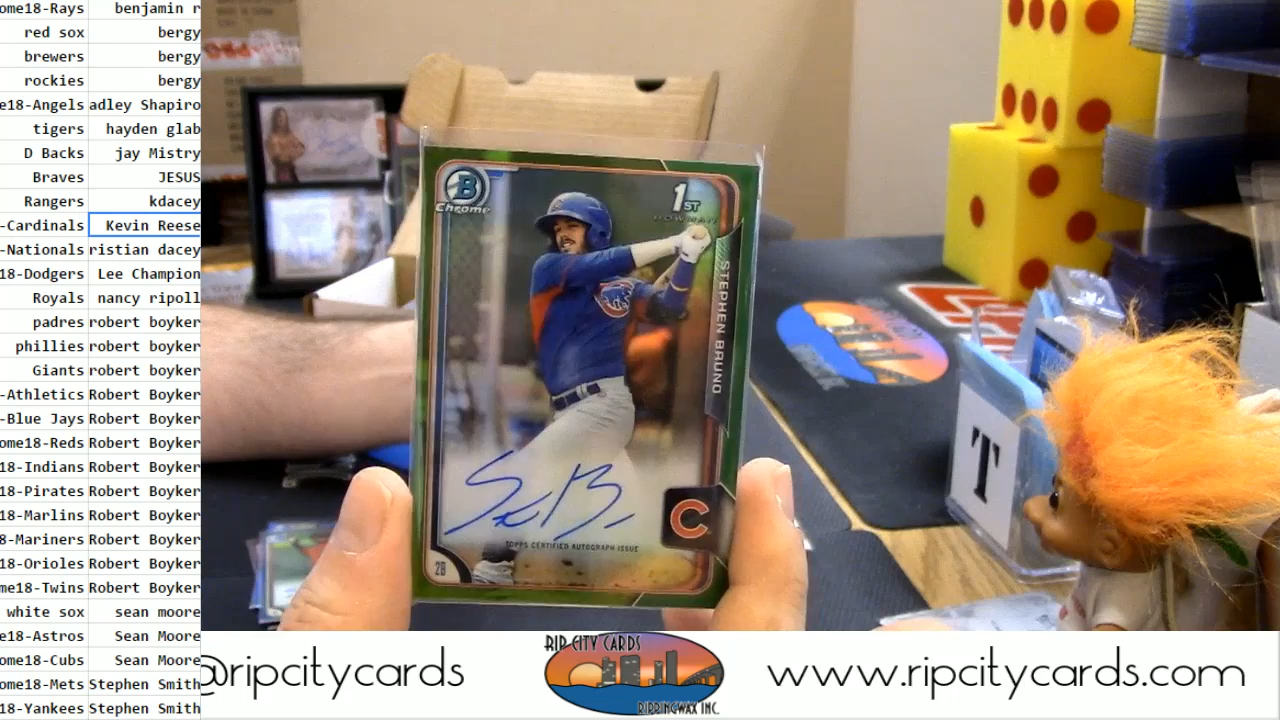 ome18-Rays benjamin r
red sox bergy
brewers bergy
rockies bergy
e18-Angels adley Shapiro
tigers hayden glab
D Backs jay Mistry
Braves JESUS
Rangers kdacey
-Cardinals Kevin Reese
-Nationals ristian dacey
18-Dodgers Lee Champion
Royals nancy ripoll
padres robert boyker
phillies robert boyker
Giants robert boyker
-Athletics Robert Boyker
-Blue Jays Robert Boyker
ome18-Reds Robert Boyker
18-Indians Robert Boyker
18-Pirates Robert Boyker
18-Marlins Robert Boyker
8-Mariners Robert Boyker
18-Orioles Robert Boyker
ome18-Twins Robert Boyker
white sox sean moore
e18-Astros Sean Moore
ome18-Cubs Sean Moore
ome18-Mets Stephen Smith
-Yankees Stephen Smith
B
Chrome
1ST
BOWMAN
STEPHEN BRUNO
C
TOPPS CERTIFIED AUTOGRAPH ISSUE
2B
T
@ripcitycards
RIP CITY CARDS
RIPPINGWAX INC.
www.ripcitycards.com